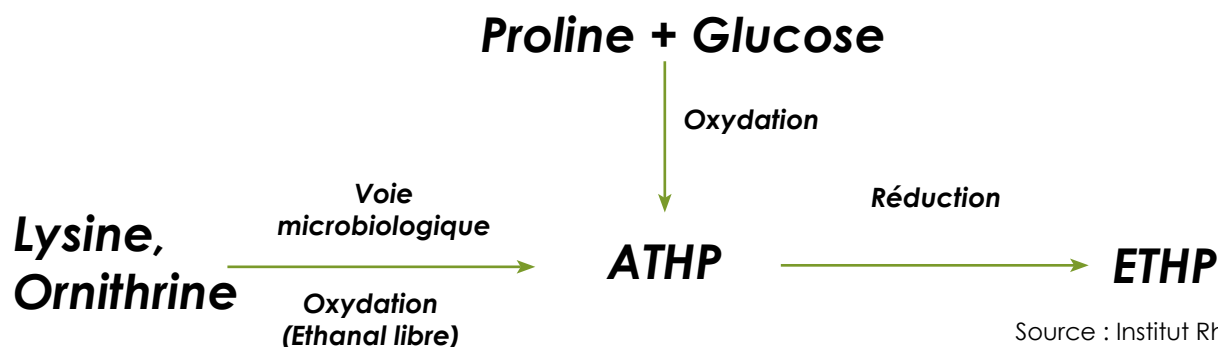 Proline + Glucose
Oxydation
Voie
microbiologique
Réduction
Lysine,
Ornithrine
ATHP
ETHP
Oxydation
(Ethanal libre)
Source : Institut Rh